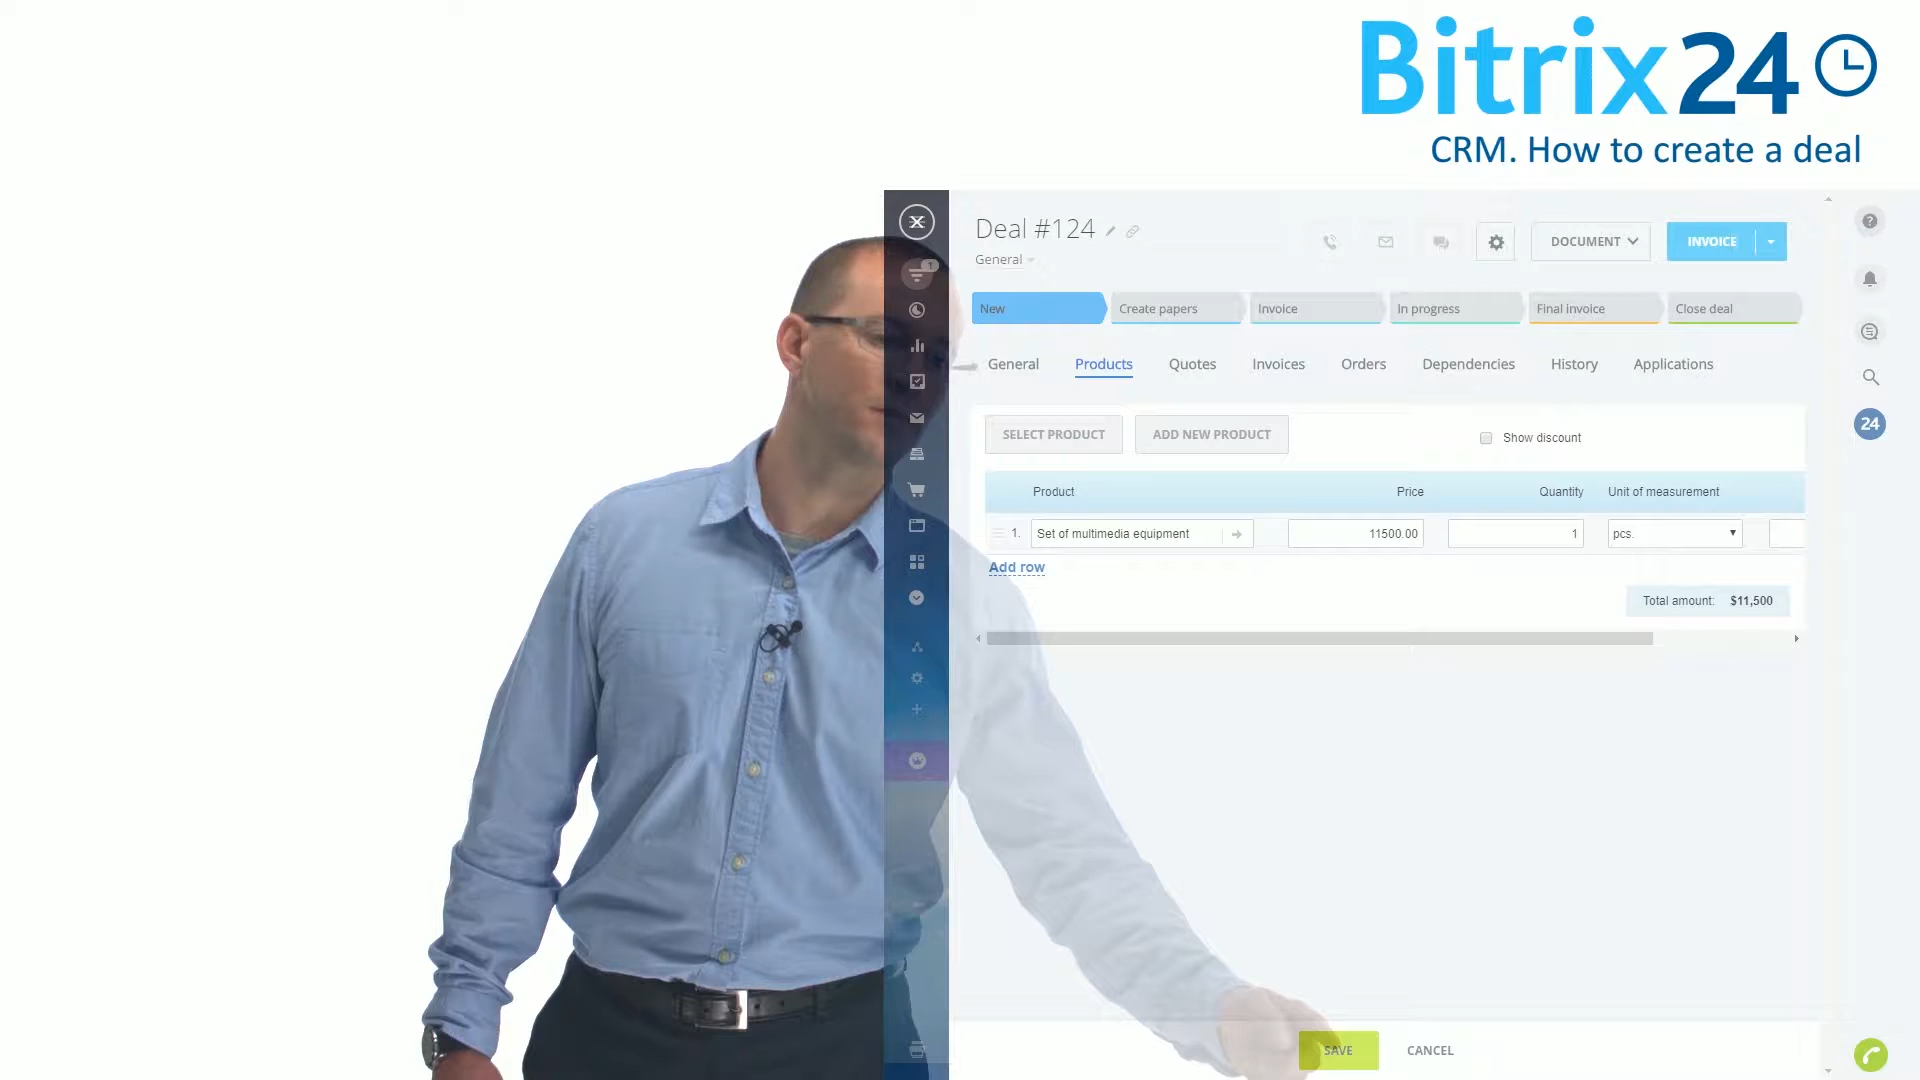 Bitrix24
CRM. How to create a deal
Deal #124
General
DOCUMENT
INVOICE
1
New
Create papers
Invoice
In progress
Final invoice
Close deal
General
Products
Quotes
Invoices
Orders
Dependencies
History
Applications
24
SELECT PRODUCT
ADD NEW PRODUCT
Show discount
Product
Price
Quantity
Unit of measurement
1.
Set of multimedia equipment
11500.00
1
pcs.
Add row
Total amount: $11,500
SAVE
CANCEL